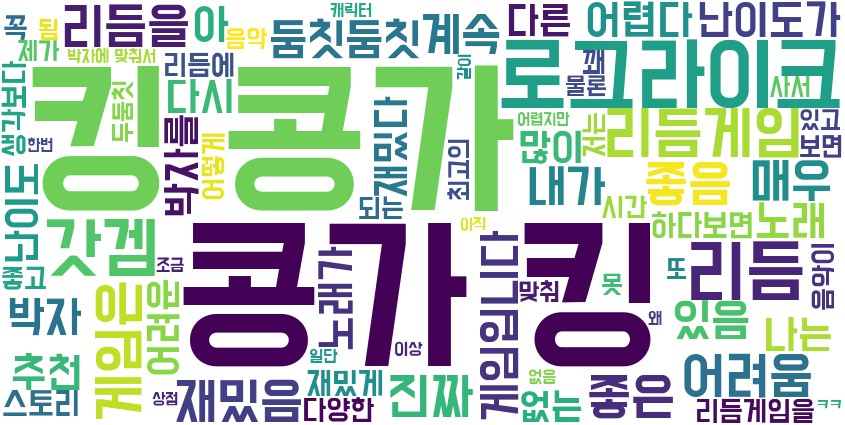 꼭
됨
리듬을
아
캐릭터
둠칫둠칫
계속
다른
어렵다
난이도가
제가
박자에 맞춰서
음악
리듬에
다시
같이
꽤
물론
로그라이크
사서
생각보다
한번
킹
콩가
두둠칫
박자를
어떻게
재밌다
최고의
어렵지만
많이
저는
리듬게임
있고
보면
되는
내가
좋음
매우
난이도
갓겜
콩가
킹
아직
시간
하다보면
노래
좋고
조금
노래가
게임입니다
맞춰
못
또
리듬
음악이
박자
게임은
어려운
이상
왜
있음
나는
추천
일단
재밌게
없음
어려움
스토리
상점
재밌음
다양한
진짜
없는
좋은
리듬게임을
ㅋㅋ